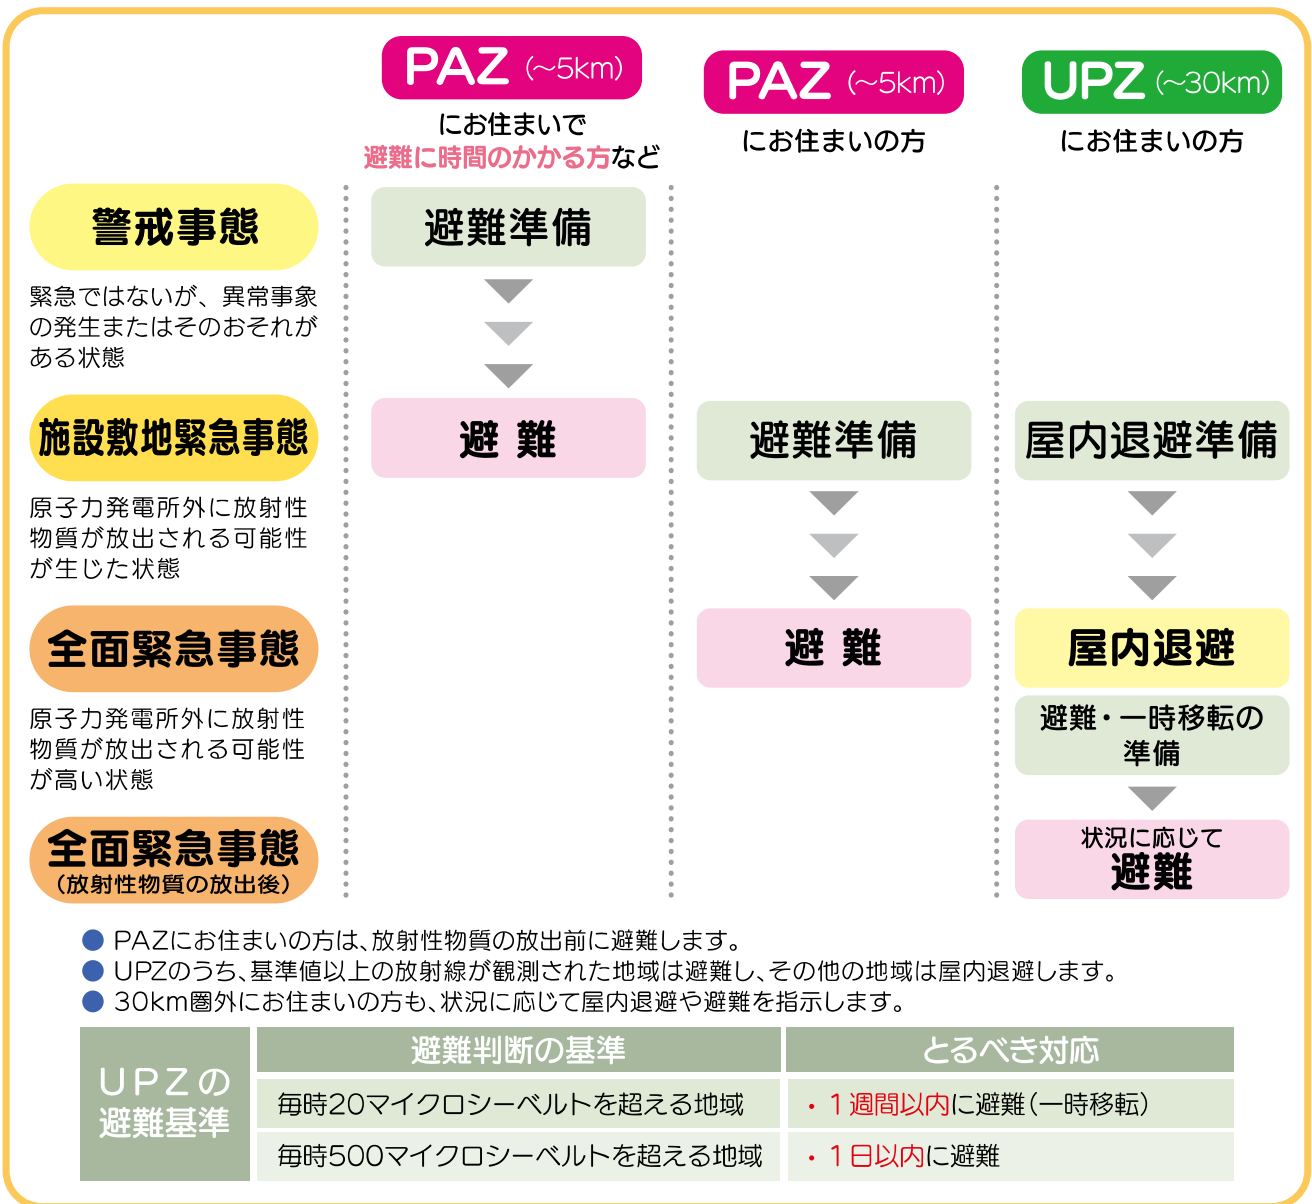 PAZ（～5km）
にお住まいで
避難に時間のかかる方など
PAZ（～5km）
にお住まいの方
UPZ（～30km）
にお住まいの方
警戒事態
避難準備
緊急ではないが、異常事象
の発生またはそのおそれが
ある状態
施設敷地緊急事態
避 難
避難準備
屋内退避準備
原子力発電所外に放射性
物質が放出される可能性
が生じた状態
全面緊急事態
避 難
屋内退避
原子力発電所外に放射性
物質が放出される可能性
が高い状態
避難・一時移転の
準備
全面緊急事態
（放射性物質の放出後）
状況に応じて
避難
● PAZにお住まいの方は、放射性物質の放出前に避難します。
● UPZのうち、基準値以上の放射線が観測された地域は避難し、その他の地域は屋内退避します。
● 30km圏外にお住まいの方も、状況に応じて屋内退避や避難を指示します。
UPZの
避難基準
避難判断の基準
とるべき対応
毎時20マイクロシーベルトを超える地域
・1週間以内に避難（一時移転）
毎時500マイクロシーベルトを超える地域
・1日以内に避難